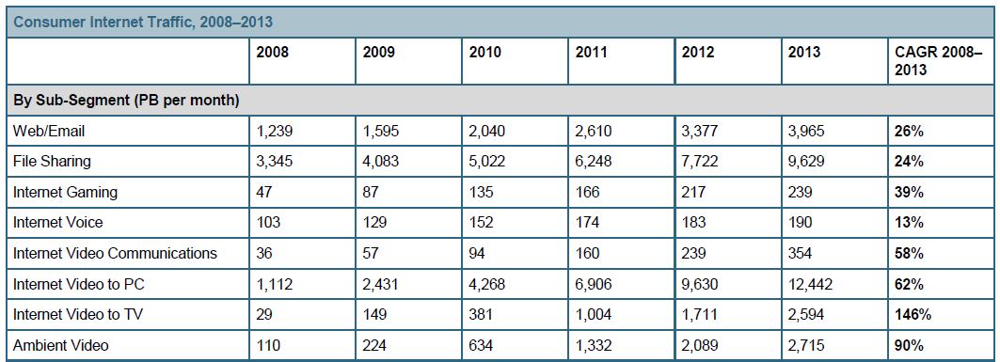 Consumer Internet Traffic, 2008–2013
2008 2009 2010 2011 2012 2013 CAGR 2008–
2013
By Sub-Segment (PB per month)
Web/Email 1,239 1,595 2,040 2,610 3,377 3,965 26%
File Sharing 3,345 4,083 5,022 6,248 7,722 9,629 24%
Internet Gaming 47 87 135 166 217 239 39%
Internet Voice 103 129 152 174 183 190 13%
Internet Video Communications 36 57 94 160 239 354 58%
Internet Video to PC 1,112 2,431 4,268 6,906 9,630 12,442 62%
Internet Video to TV 29 149 381 1,004 1,711 2,594 146%
Ambient Video 110 224 634 1,332 2,089 2,715 90%